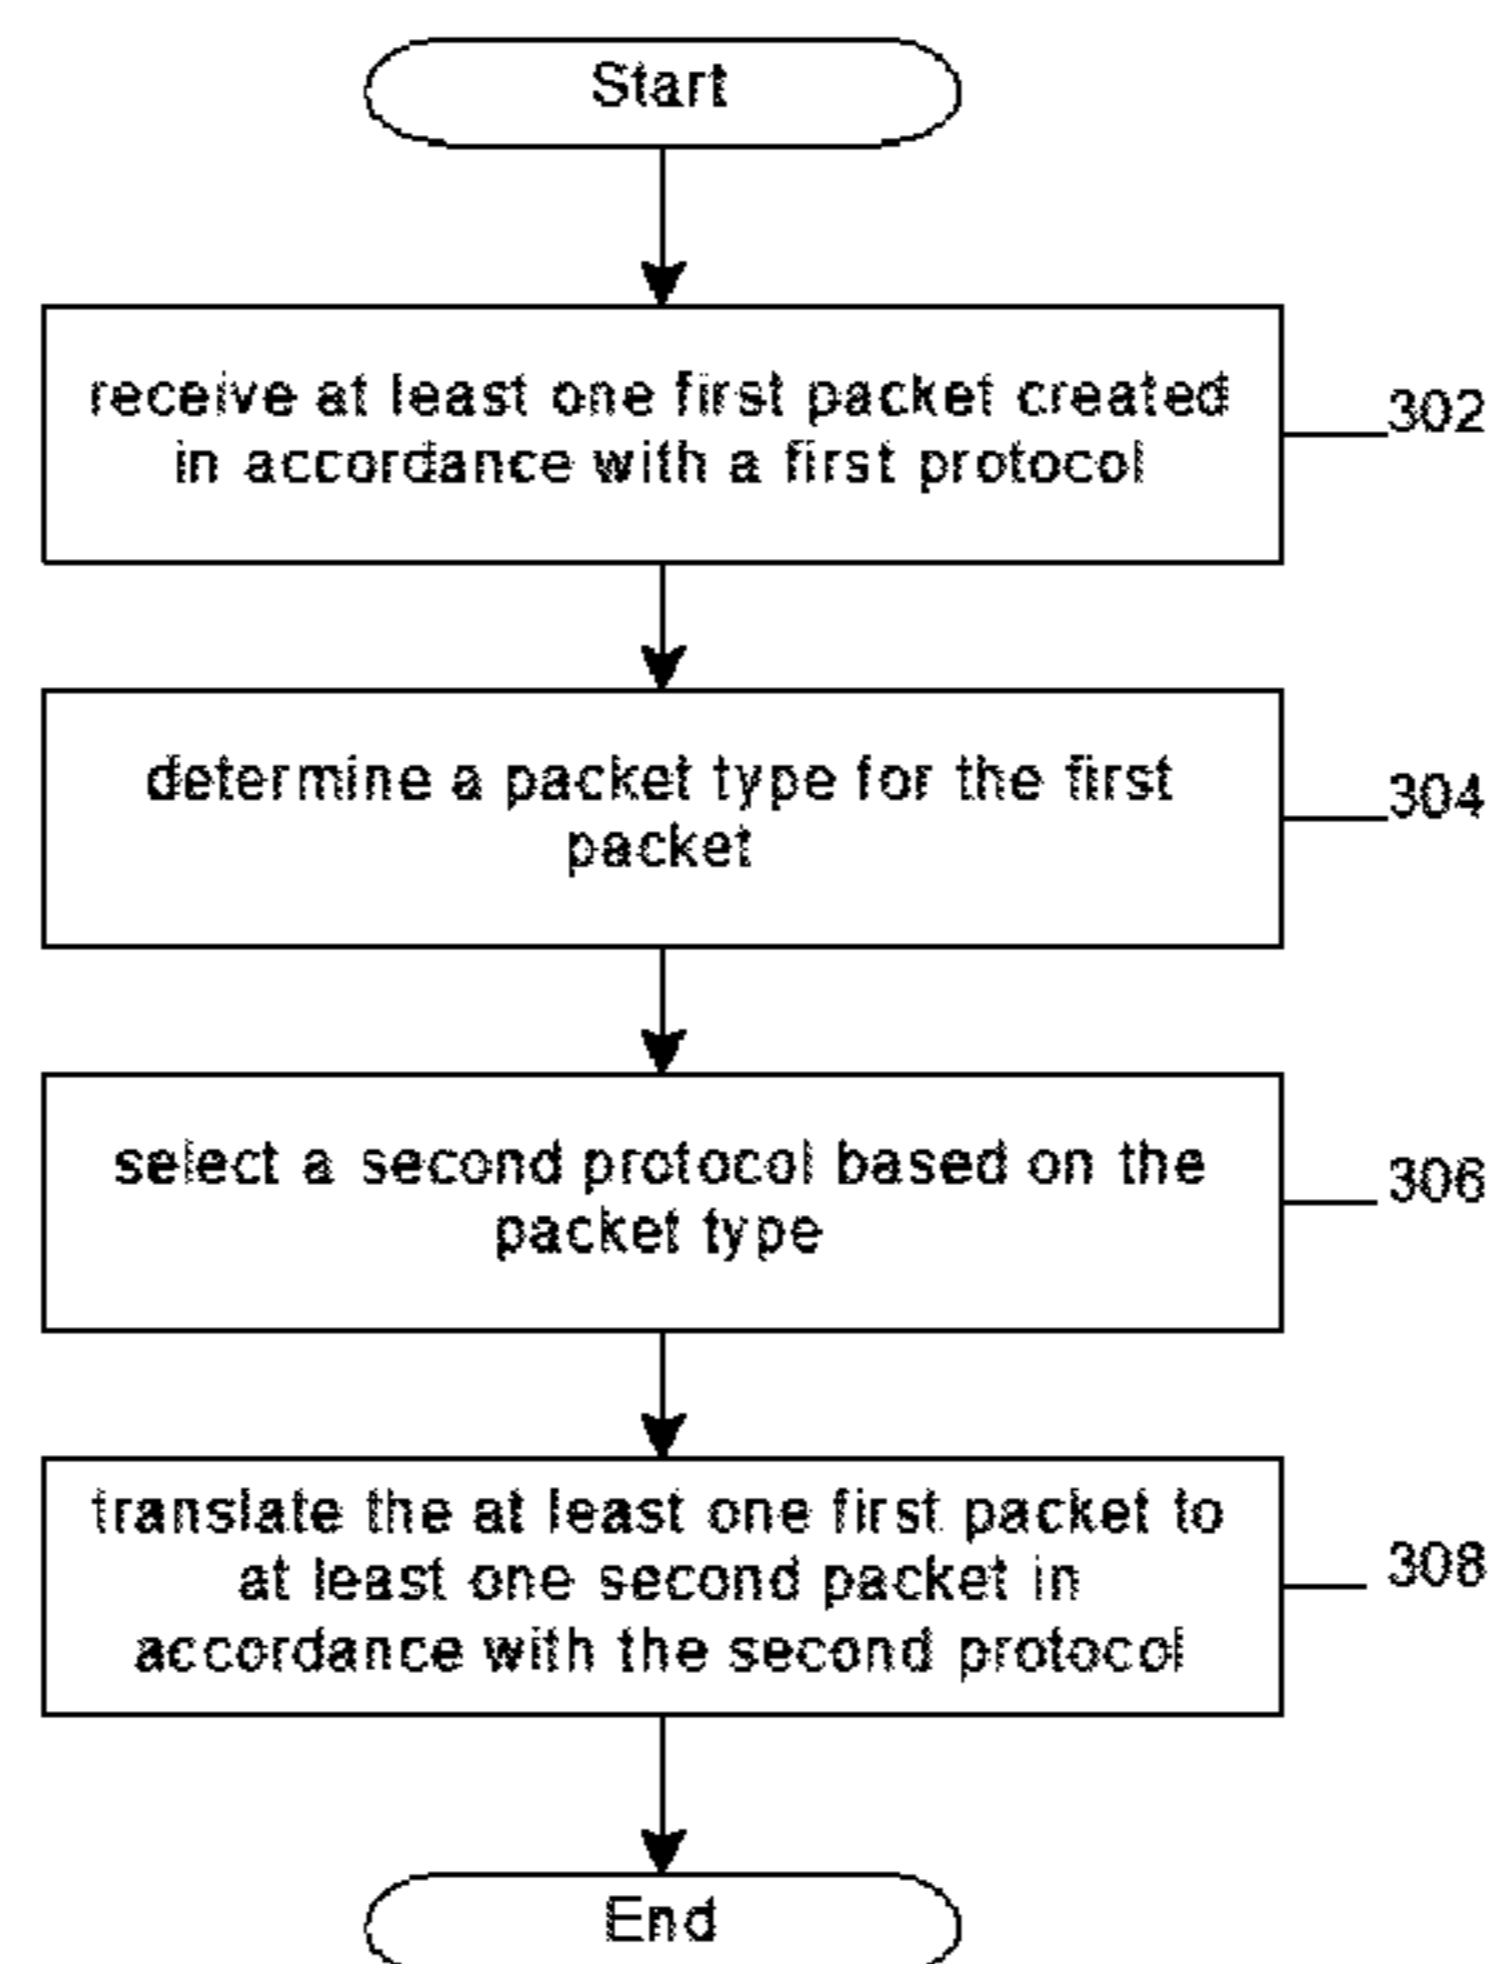 Start
receive at least one first packet created
in accordance with a first protocol
302
determine a packet type for the first
packet
304
select a second protocol based on the
packet type
306
translate the at least one first packet to
at least one second packet in
accordance with the second protocol
308
End